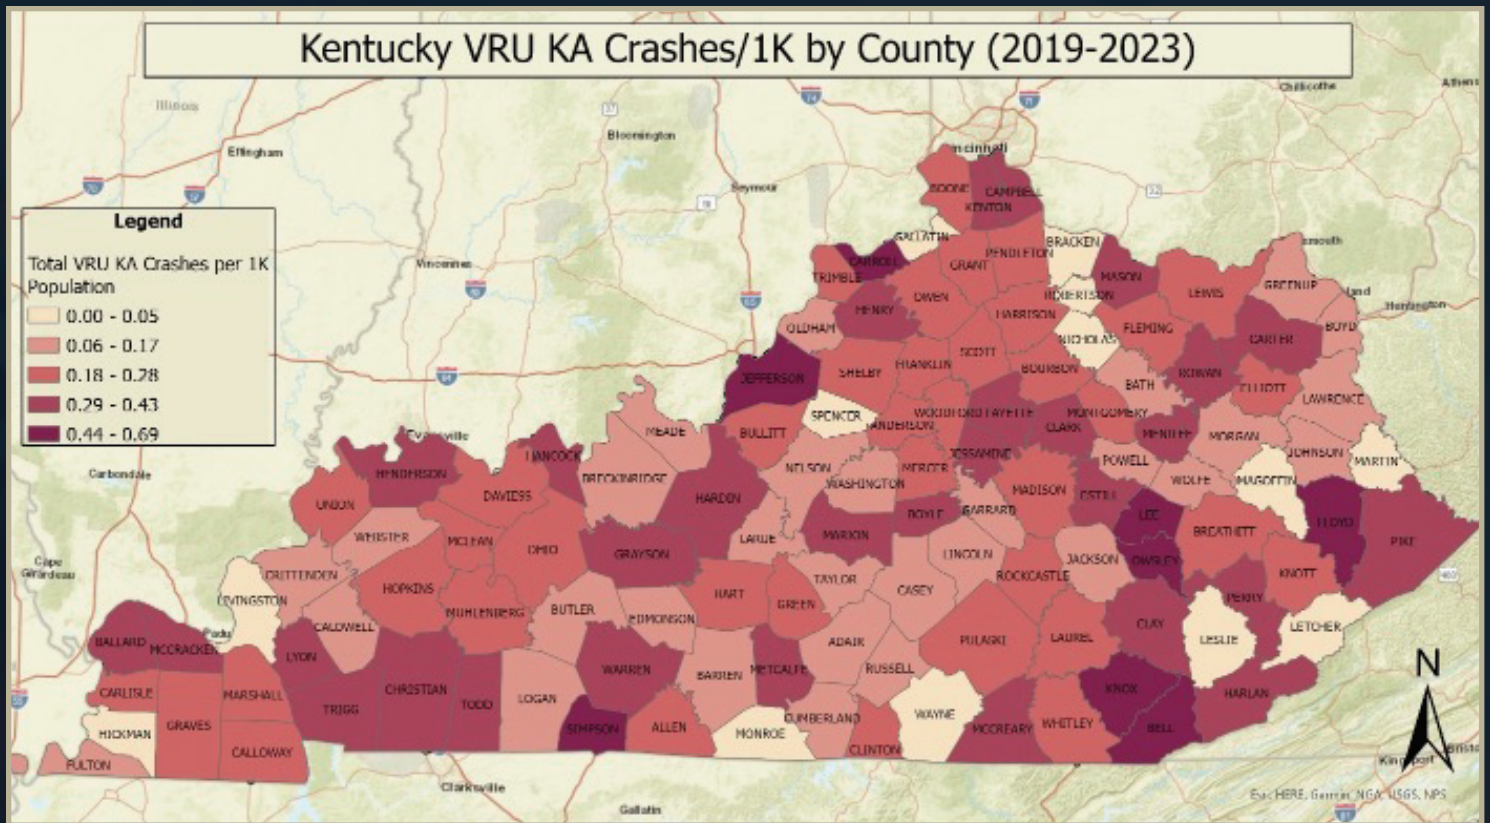 Kentucky VRU KA Crashes/1K by County (2019-2023)
Illinois
Effingham
Bloomington
Seymour
Vincennes
Chillicothe
Athens
Legend
Total VRU KA Crashes per 1K
Population
0.00 - 0.05
0.06 - 0.17
0.18 - 0.28
0.29 - 0.43
0.44 - 0.69
Carbondale
Cape
Girardeau
Evansville
Padu
ncinnati
smouth
land
Huntington
BOONE
CAMPBELL
KENTON
GALLATIN
BRACKEN
CARROLL
GRANT
PENDLETON
TRIMBLE
MASON
OWEN
ROBERTSON
LEWIS
GREENUP
HENRY
HARRISON
OLDHAM
FLEMING
BOYD
NICHOLAS
CARTER
SCOTT
FRANKLIN
SHELBY
BOURBON
ROWAN
JEFFERSON
BATH
ELLIOTT
LAWRENCE
SPENCER
WOODFORD
FAYETTE
MONTGOMERY
ANDERSON
CLARK
MENIFEE
MORGAN
BULLITT
MEADE
JESSAMINE
JOHNSON
MARTIN
HANCOCK
POWELL
HENDERSON
BRECKINRIDGE
NELSON
MERCER
WASHINGTON
WOLFE
MAGOFFIN
UNION
DAVIESS
HARDIN
MADISON
ESTILL
GARRARD
BOYLE
LEE
FLOYD
WEBSTER
MCLEAN
OHIO
GRAYSON
LARUE
MARION
BREATHITT
PIKE
LINCOLN
JACKSON
OWSLEY
CRITTENDEN
TAYLOR
ROCKCASTLE
KNOTT
LIVINGSTON
HOPKINS
HART
CASEY
MUHLENBERG
BUTLER
GREEN
PERRY
EDMONSON
CALDWELL
CLAY
LETCHER
BALLARD
MCCRACKEN
ADAIR
PULASKI
LAUREL
LESLIE
LYON
WARREN
METCALFE
RUSSELL
BARREN
CARLISLE
MARSHALL
CHRISTIAN
LOGAN
KNOX
HARLAN
TRIGG
TODD
GRAVES
SIMPSON
ALLEN
CUMBERLAND
WAYNE
MCCREARY
WHITLEY
BELL
HICKMAN
MONROE
CALLOWAY
CLINTON
FULTON
Clarksville
Gallatin
N
Esri, HERE, Garmin, NGA, USGS, NPS